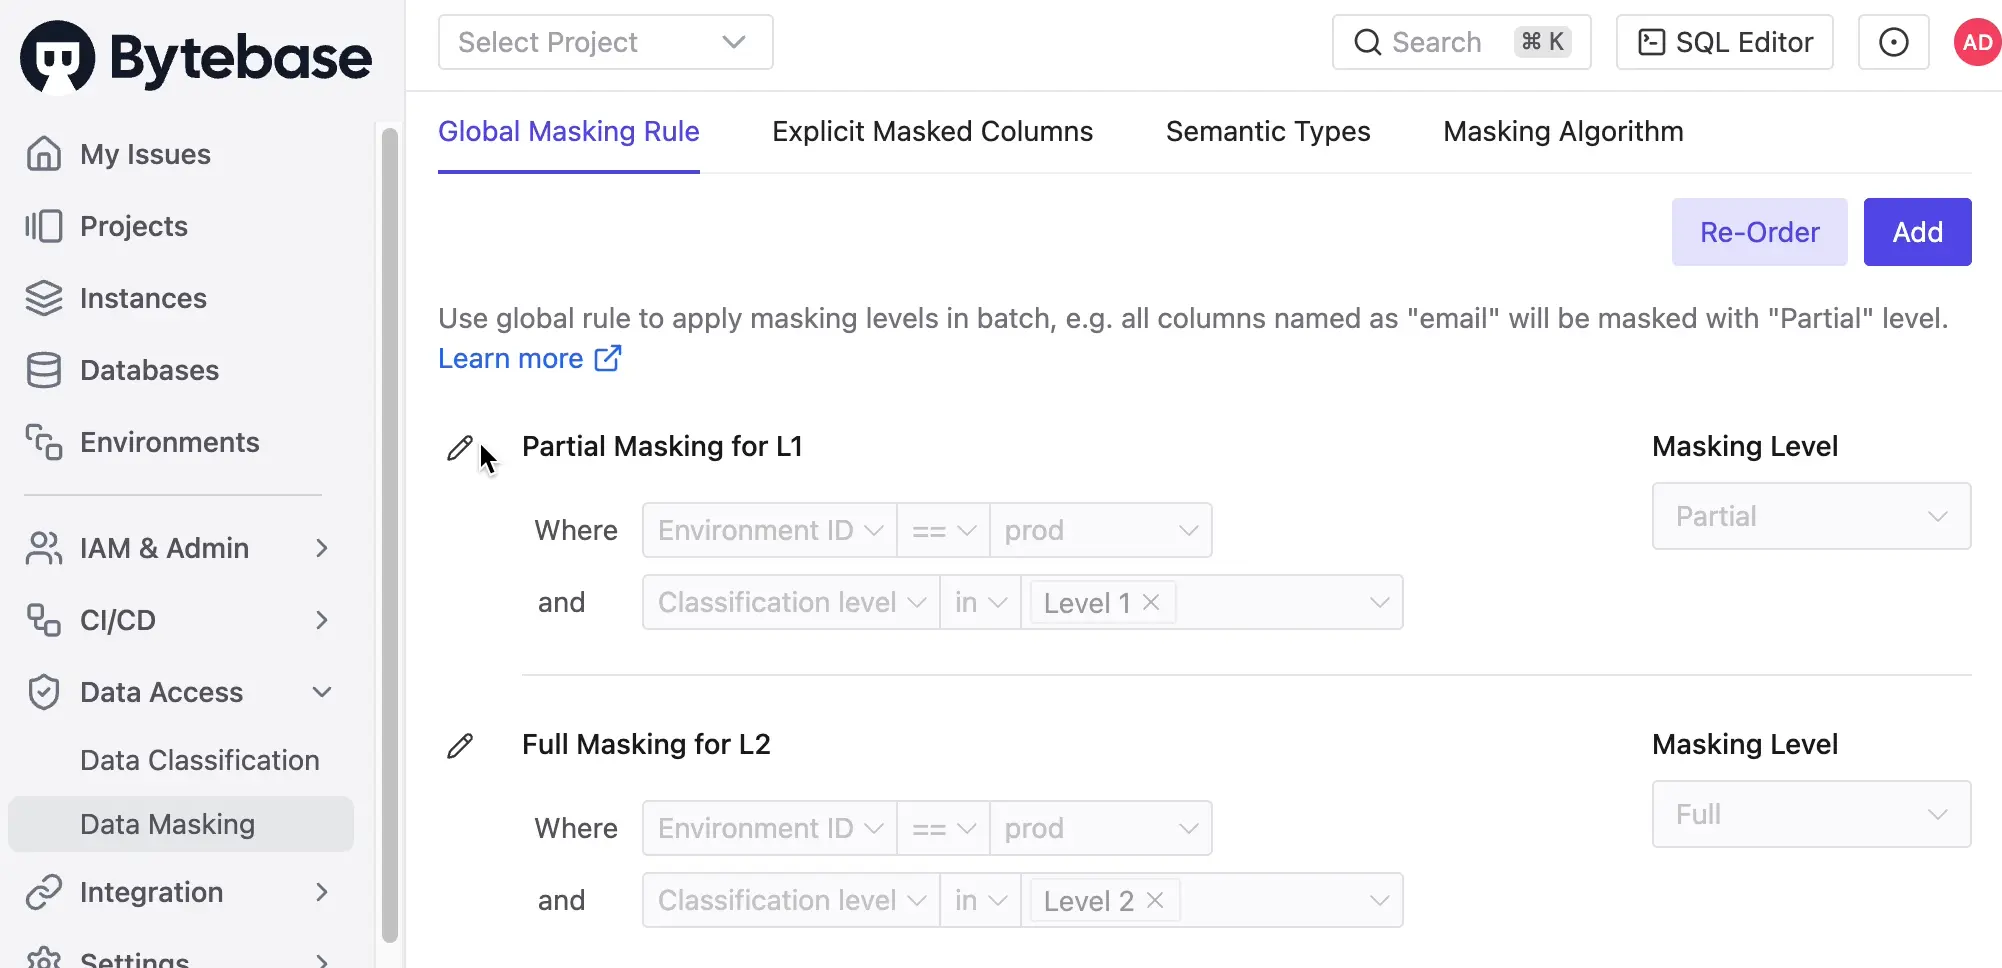 Bytebase
Select Project
Search ⌘ K
SQL Editor
AD
My Issues
Projects
Instances
Databases
Environments
IAM & Admin
CI/CD
Data Access
Data Classification
Data Masking
Integration
Settings
Global Masking Rule
Explicit Masked Columns
Semantic Types
Masking Algorithm
Re-Order
Add
Use global rule to apply masking levels in batch, e.g. all columns named as "email" will be masked with "Partial" level.
Learn more
Partial Masking for L1
Masking Level
Where Environment ID == prod
Partial
and Classification level in Level 1
Full Masking for L2
Masking Level
Where Environment ID == prod
Full
and Classification level in Level 2